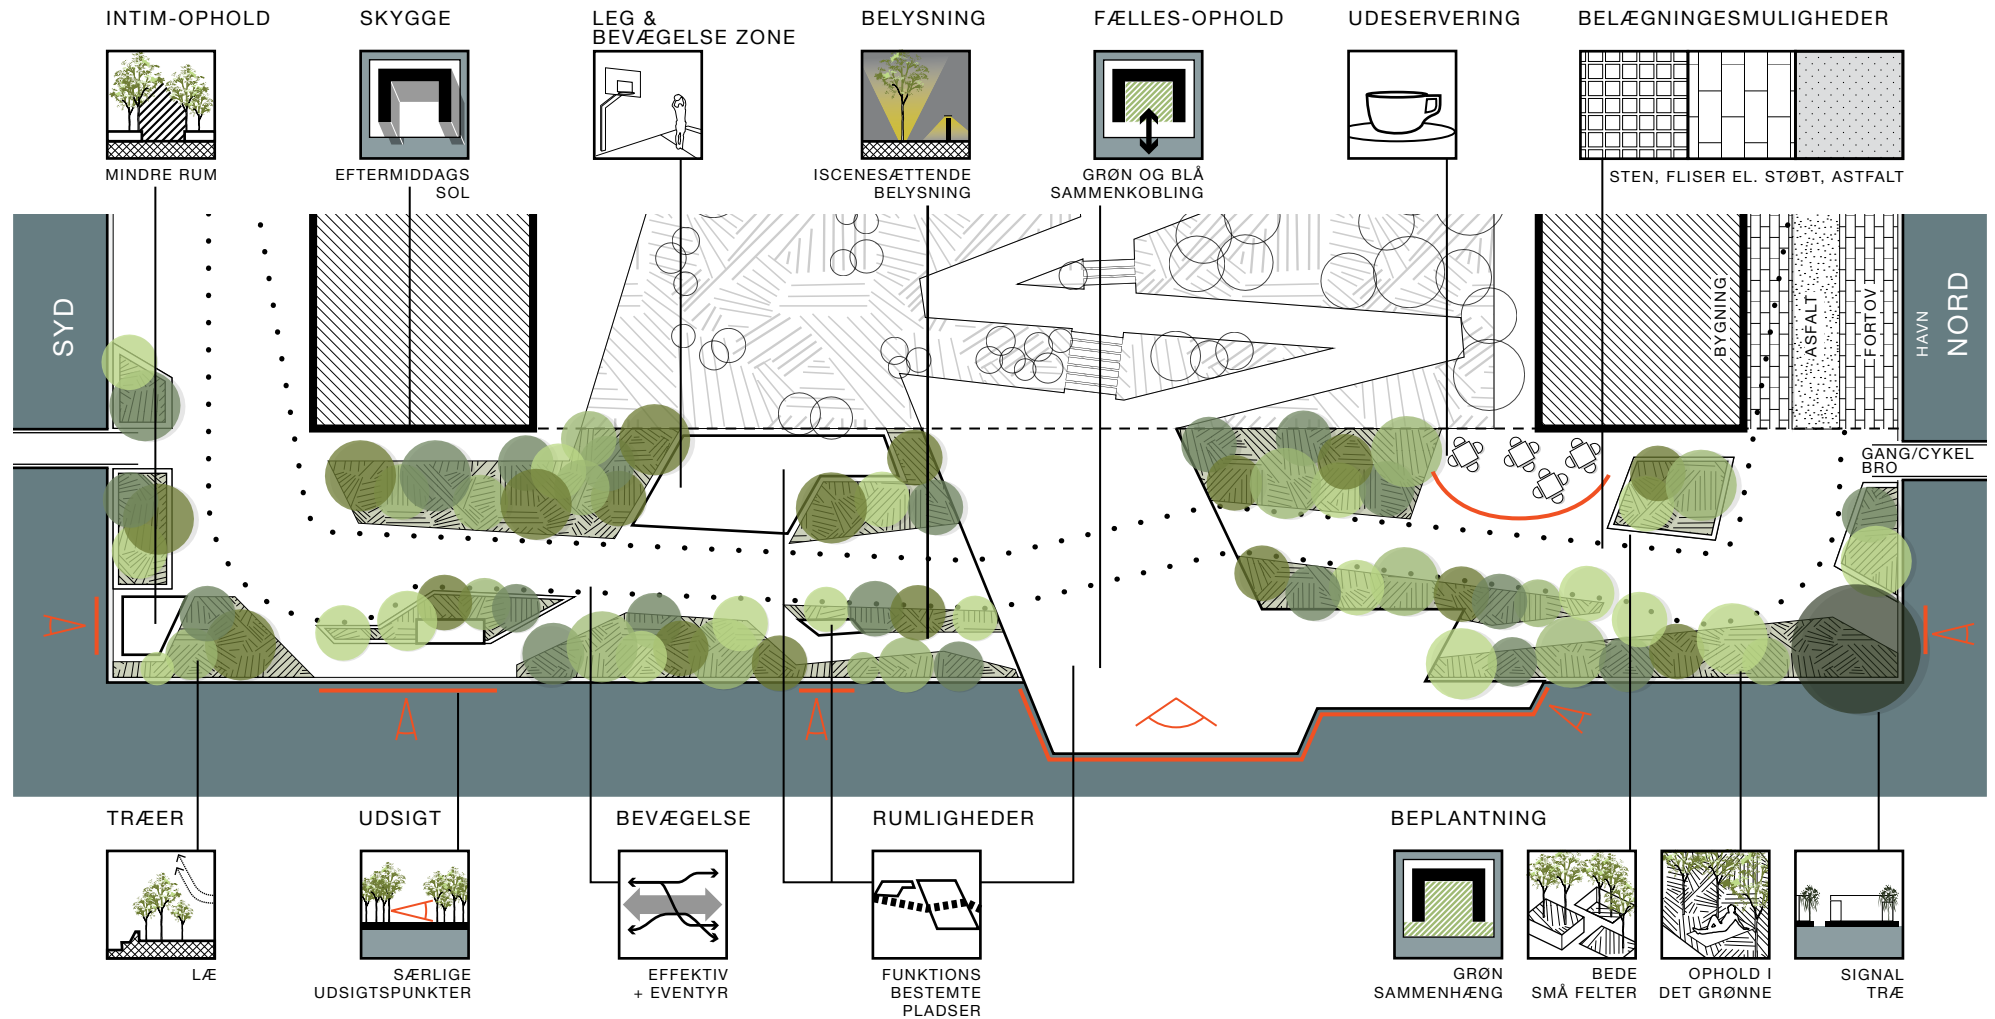 INTIM-OPHOLD
SKYGGE
LEG &
BEVÆGELSE ZONE
BELYSNING
FÆLLES-OPHOLD
UDESERVERING
BELÆGNINGESMULIGHEDER
MINDRE RUM
EFTERMIDDAGS
SOL
ISCENESÆTTENDE
BELYSNING
GRØN OG BLÅ
SAMMENKOBLING
STEN, FLISER EL. STØBT, ASTFALT
SYD
BYGNING
ASFALT
FORTOV
HAVN
NORD
GANG/CYKEL
BRO
TRÆER
UDSIGT
BEVÆGELSE
RUMLIGHEDER
BEPLANTNING
LÆ
SÆRLIGE
UDSIGTSPUNKTER
EFFEKTIV
+ EVENTYR
FUNKTIONS
BESTEMTE
PLADSER
GRØN
SAMMENHÆNG
BEDE
SMÅ FELTER
OPHOLD I
DET GRØNNE
SIGNAL
TRÆ